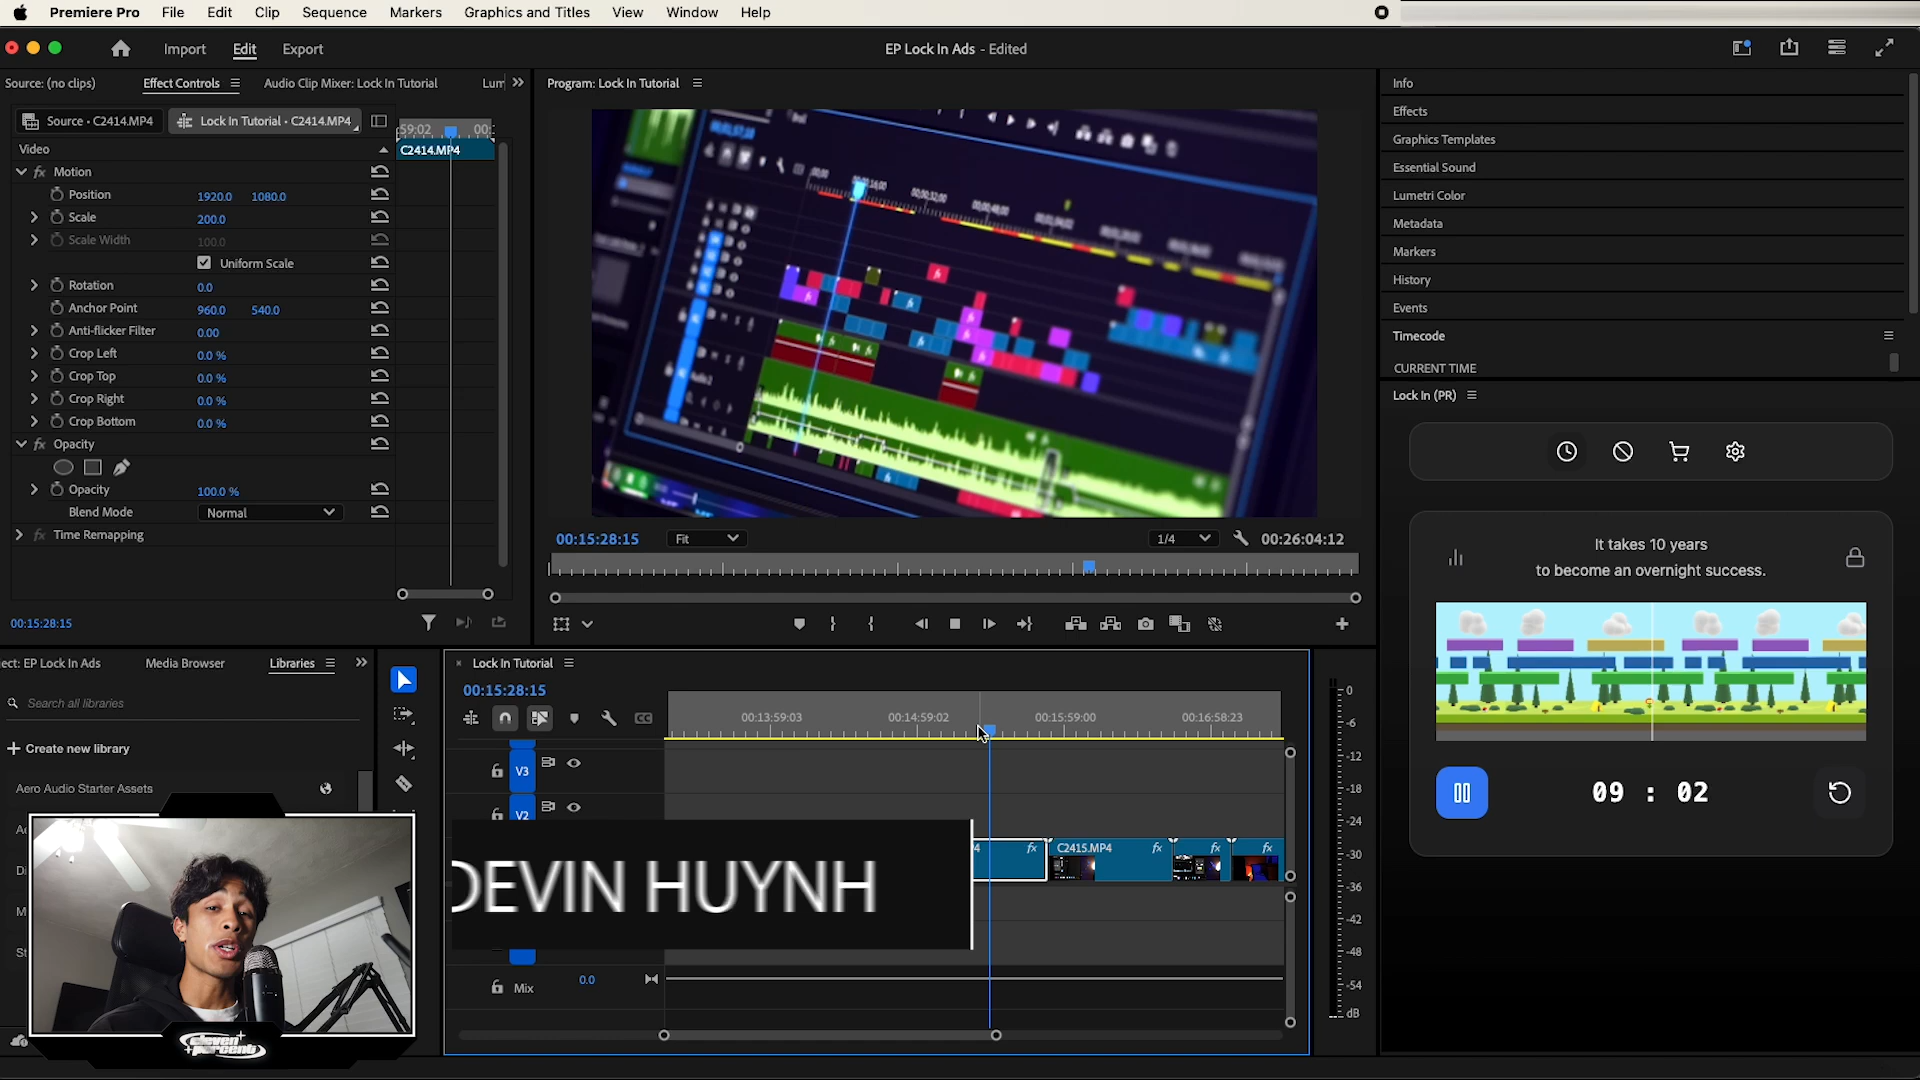 Premiere Pro File Edit Clip Sequence Markers Graphics and Titles View Window Help
Import Edit Export
EP Lock In Ads - Edited
Source: (no clips) Effect Controls Audio Clip Mixer: Lock In Tutorial Lum
Source • C2414.MP4 Lock In Tutorial • C2414.MP4
:59:02 00:
Video
C2414.MP4
fx Motion
Position 1920.0 1080.0
Scale 200.0
Scale Width 100.0
Uniform Scale
Rotation 0.0
Anchor Point 960.0 540.0
Anti-flicker Filter 0.00
Crop Left 0.0 %
Crop Top 0.0 %
Crop Right 0.0 %
Crop Bottom 0.0 %
fx Opacity
Opacity 100.0 %
Blend Mode Normal
fx Time Remapping
00:15:28:15
Program: Lock In Tutorial
00:15:28:15 Fit 1/4 00:26:04:12
Info
Effects
Graphics Templates
Essential Sound
Lumetri Color
Metadata
Markers
History
Events
Timecode
CURRENT TIME
Lock In (PR)
It takes 10 years
to become an overnight success.
09 : 02
ect: EP Lock In Ads Media Browser Libraries
Search all libraries
Create new library
Aero Audio Starter Assets
Lock In Tutorial
00:15:28:15
00:13:59:03 00:14:59:02 00:15:59:00 00:16:58:23
V3
V2
4 fx C2415.MP4 fx fx fx
DEVIN HUYNH
Mix 0.0
0
-6
-12
-18
-24
-30
-36
-42
-48
-54
dB
eleven
percent